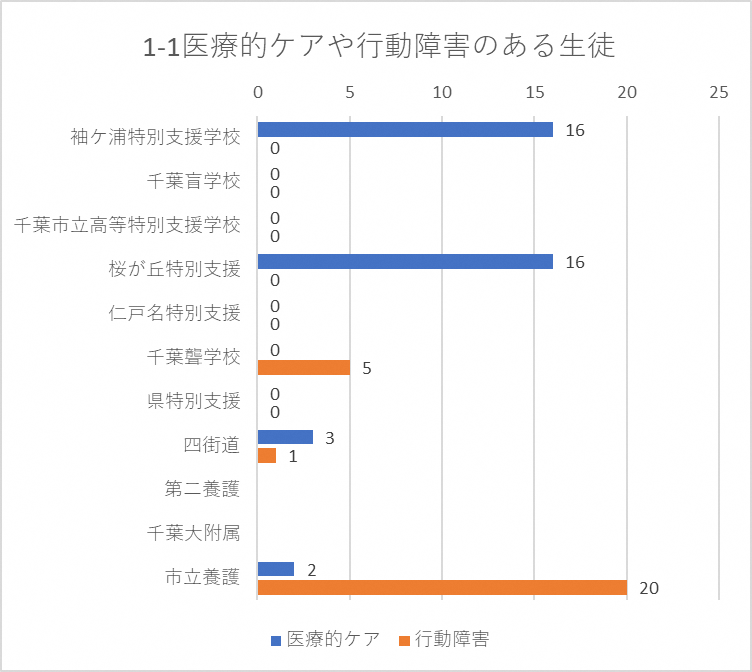 1-1医療的ケアや行動障害のある生徒
0 5 10 15 20 25
袖ケ浦特別支援学校 16
0
千葉盲学校 0
0
千葉市立高等特別支援学校 0
0
桜が丘特別支援 16
0
仁戸名特別支援 0
0
千葉聾学校 0
5
県特別支援 0
0
四街道 3
1
第二養護
千葉大附属
市立養護 2
20
医療的ケア 行動障害